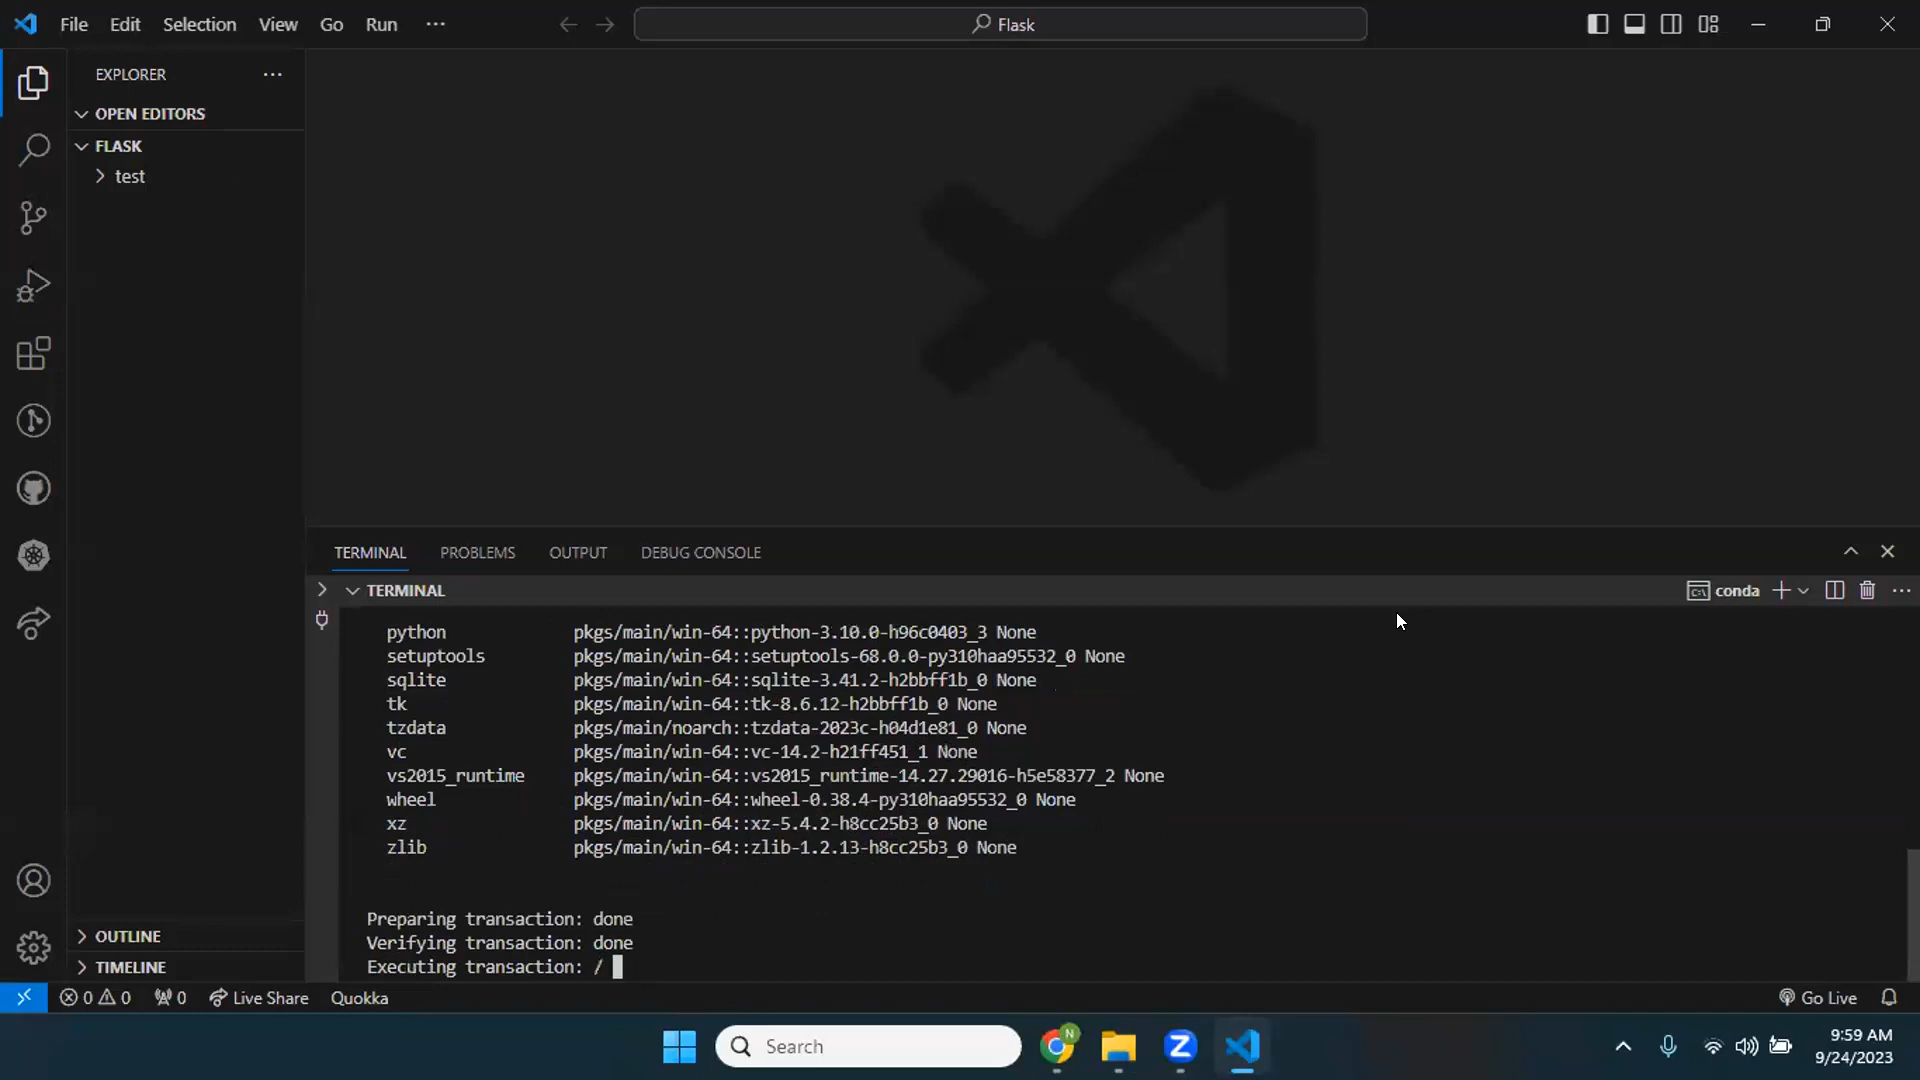 File Edit Selection View Go Run ···
Flask
EXPLORER ···
OPEN EDITORS
FLASK
test
OUTLINE
TIMELINE
TERMINAL PROBLEMS OUTPUT DEBUG CONSOLE
TERMINAL
conda
python pkgs/main/win-64::python-3.10.0-h96c0403_3 None
setuptools pkgs/main/win-64::setuptools-68.0.0-py310haa95532_0 None
sqlite pkgs/main/win-64::sqlite-3.41.2-h2bbff1b_0 None
tk pkgs/main/win-64::tk-8.6.12-h2bbff1b_0 None
tzdata pkgs/main/noarch::tzdata-2023c-h04d1e81_0 None
vc pkgs/main/win-64::vc-14.2-h21ff451_1 None
vs2015_runtime pkgs/main/win-64::vs2015_runtime-14.27.29016-h5e58377_2 None
wheel pkgs/main/win-64::wheel-0.38.4-py310haa95532_0 None
xz pkgs/main/win-64::xz-5.4.2-h8cc25b3_0 None
zlib pkgs/main/win-64::zlib-1.2.13-h8cc25b3_0 None
Preparing transaction: done
Verifying transaction: done
Executing transaction: /
0 0 0 Live Share Quokka Go Live
Search
N
9:59 AM
9/24/2023